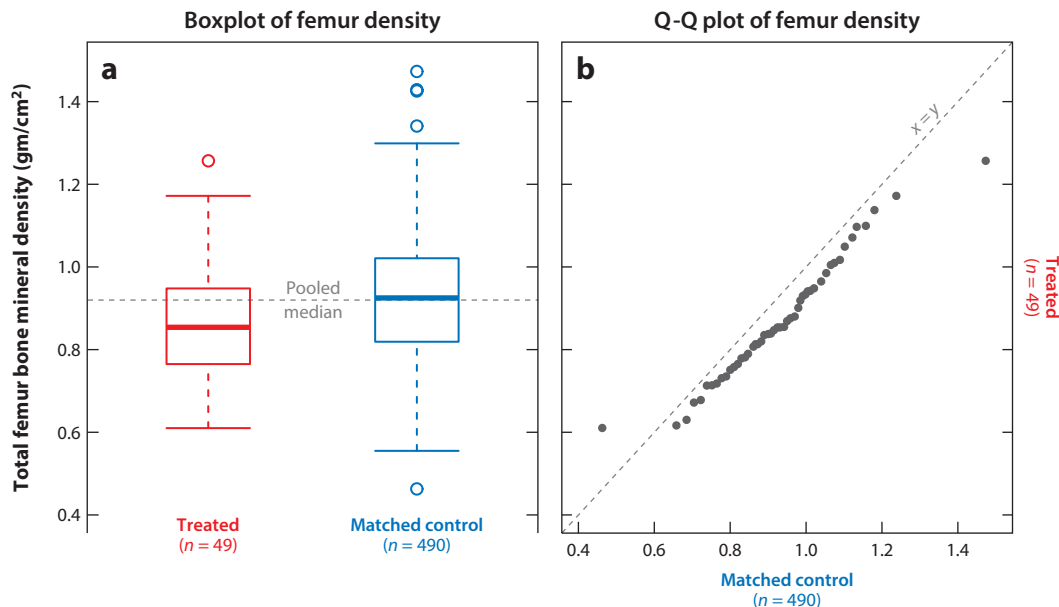 Boxplot of femur density
a
Total femur bone mineral density (gm/cm²)
1.4
1.2
1.0
0.8
0.6
0.4
Pooled
median
Treated
(n = 49)
Matched control
(n = 490)
Q-Q plot of femur density
b
x = y
0.4
0.6
0.8
1.0
1.2
1.4
Matched control
(n = 490)
Treated
(n = 49)